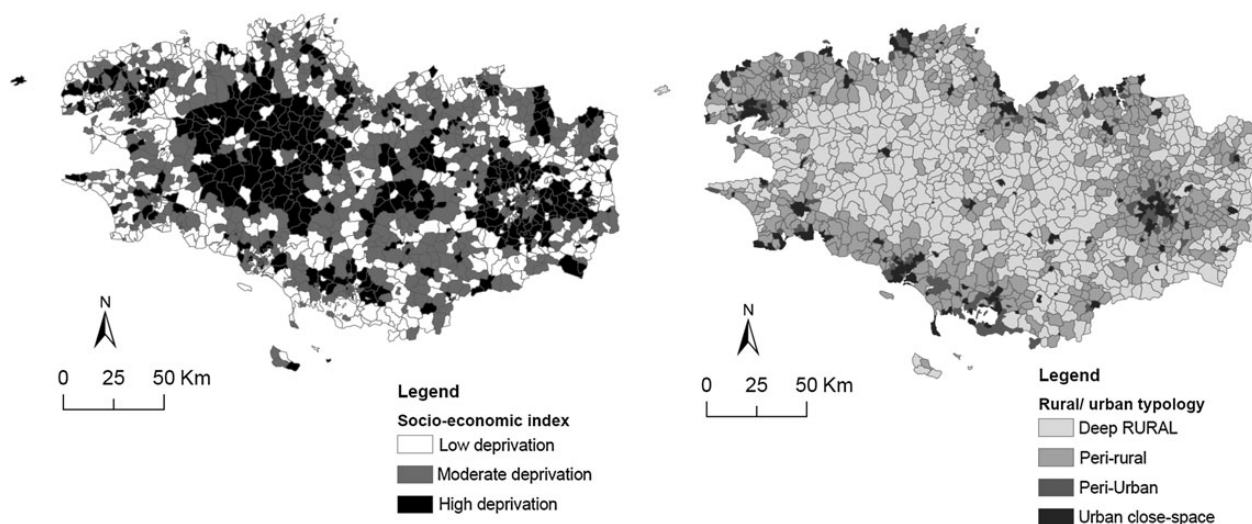 N
0 25 50 Km
Legend
Socio-economic index
Low deprivation
Moderate deprivation
High deprivation
N
0 25 50 Km
Legend
Rural/ urban typology
Deep RURAL
Peri-rural
Peri-Urban
Urban close-space